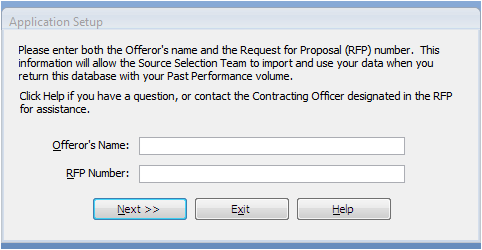 Application Setup
Please enter both the Offeror's name and the Request for Proposal (RFP) number. This
information will allow the Source Selection Team to import and use your data when you
return this database with your Past Performance volume.
Click Help if you have a question, or contact the Contracting Officer designated in the RFP
for assistance.
Offeror's Name:
RFP Number:
Next >> Exit Help